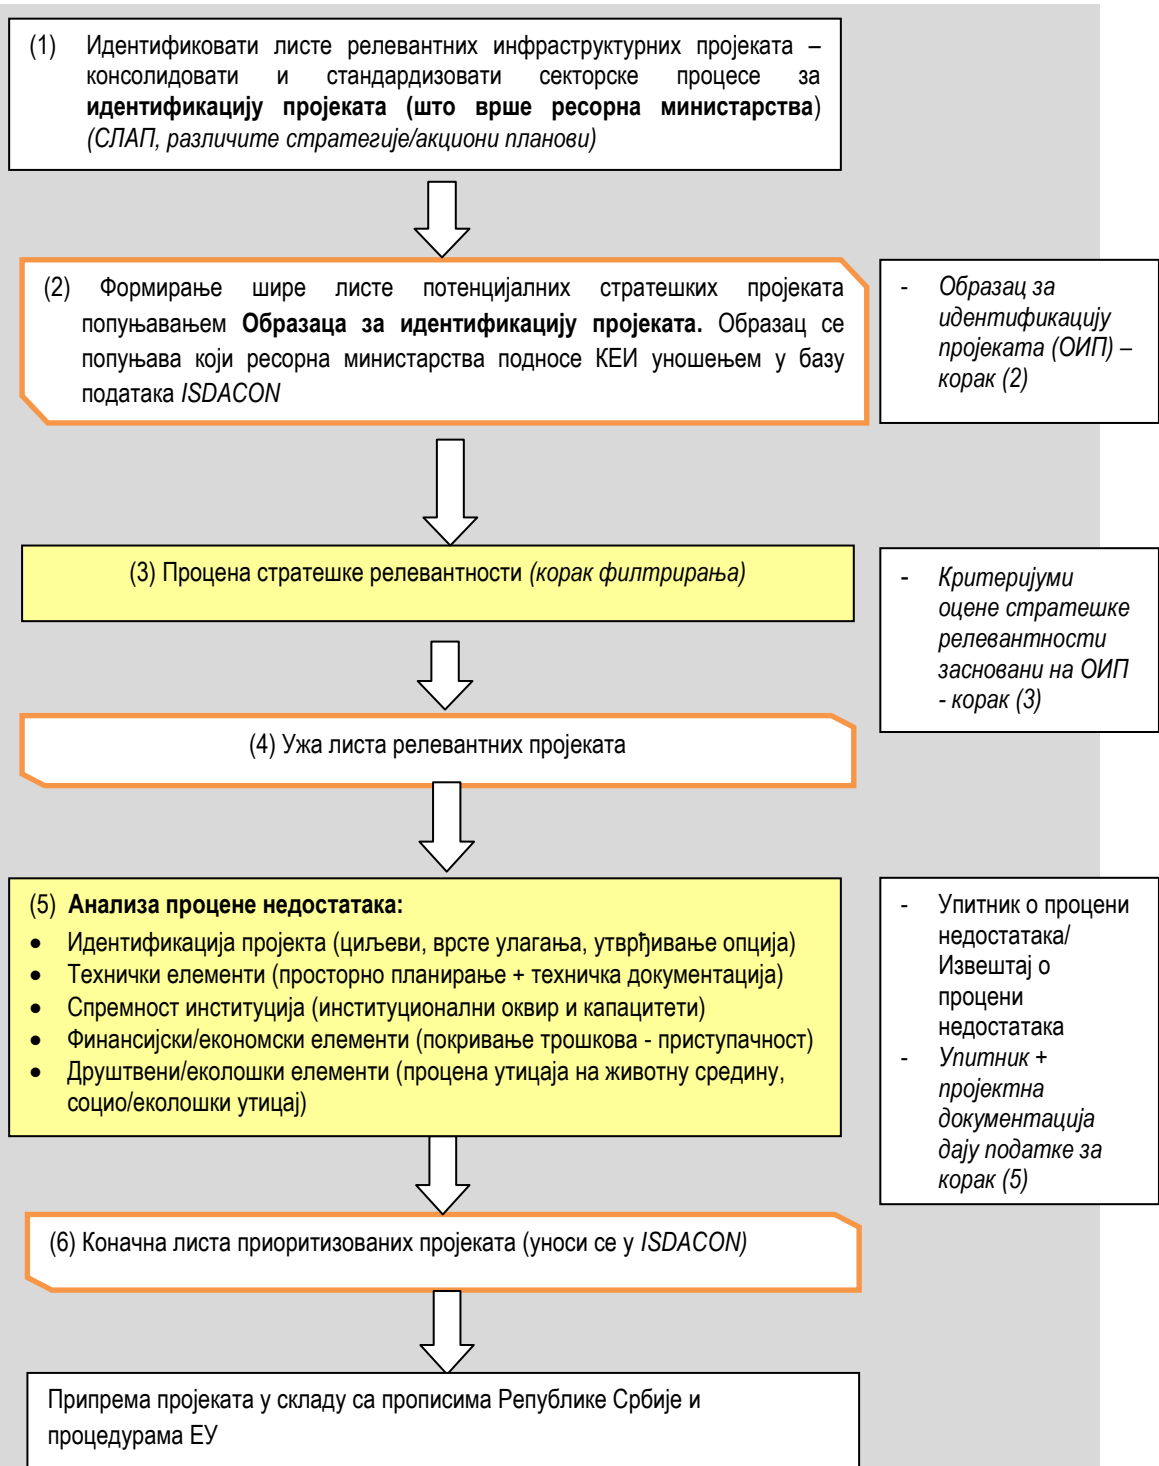 (1) Идентификовати листе релевантних инфраструктурних пројеката –
консолидовати и стандардизовати секторске процесе за
идентификацију пројеката (што врше ресорна министарства)
(СЛАП, различите стратегије/акциони планови)
(2) Формирање шире листе потенцијалних стратешких пројеката
попуњавањем Образаца за идентификацију пројеката. Образац се
попуњава који ресорна министарства подносе КЕИ уношењем у базу
података ISDACON
- Образац за
идентификацију
пројеката (ОИП) –
корак (2)
(3) Процена стратешке релевантности (корак филтрирања)
- Критеријуми
оцене стратешке
релевантности
засновани на ОИП
- корак (3)
(4) Ужа листа релевантних пројеката
(5) Анализа процене недостатака:
• Идентификација пројекта (циљеви, врсте улагања, утврђивање опција)
• Технички елементи (просторно планирање + техничка документација)
• Спремност институција (институционални оквир и капацитети)
• Финансијски/економски елементи (покривање трошкова - приступачност)
• Друштвени/еколошки елементи (процена утицаја на животну средину,
социо/еколошки утицај)
- Упитник о процени
недостатака/
Извештај о
процени
недостатака
- Упитник +
пројектна
документација
дају податке за
корак (5)
(6) Коначна листа приоритизованих пројеката (уноси се у ISDACON)
Припрема пројеката у складу са прописима Републике Србије и
процедурама ЕУ